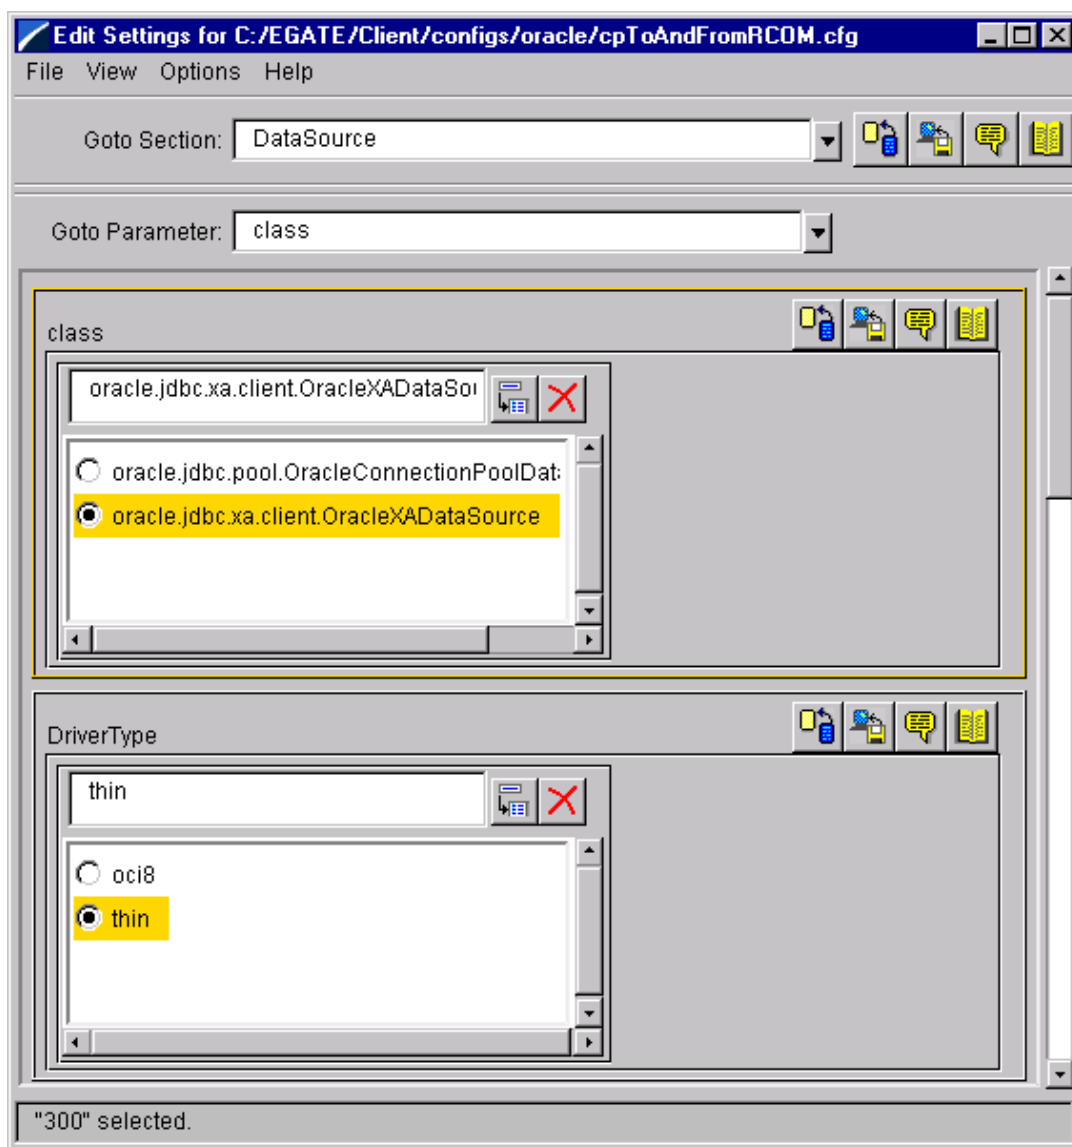 Edit Settings for C:/EGATE/Client/configs/oracle/cpToAndFromRCOM.cfg
File View Options Help
Goto Section: DataSource
Goto Parameter: class
class
oracle.jdbc.xa.client.OracleXADataSou
oracle.jdbc.pool.OracleConnectionPoolData
oracle.jdbc.xa.client.OracleXADataSource
DriverType
thin
oci8
thin
"300" selected.